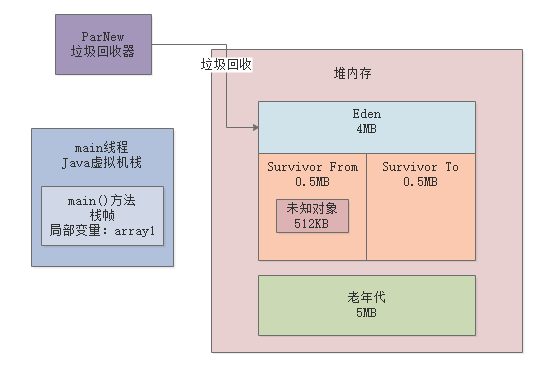 ParNew
垃圾回收器
垃圾回收
堆内存
Eden
4MB
main线程
Java虚拟机栈
main()方法
栈帧
局部变量: array1
Survivor From
0.5MB
Survivor To
0.5MB
未知对象
512KB
老年代
5MB